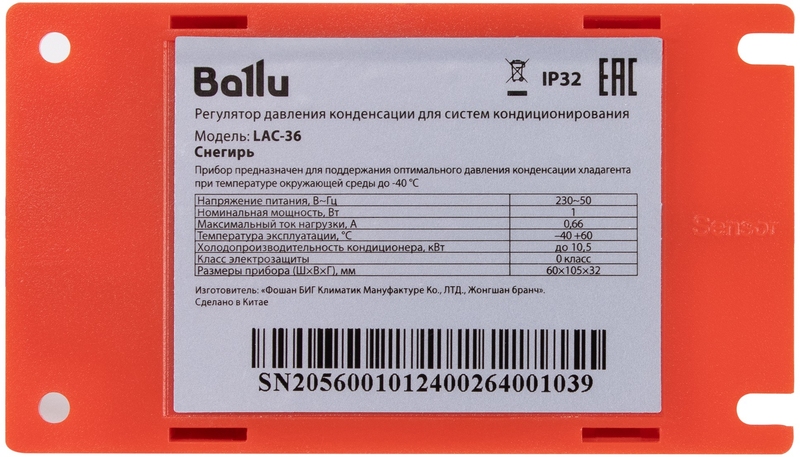 Ballu IP32 EAC
Регулятор давления конденсации для систем кондиционирования
Модель: LAC-36
Снегирь
Прибор предназначен для поддержания оптимального давления конденсации хладагента
при температуре окружающей среды до -40 °С
Напряжение питания, В~Гц 230~50
Номинальная мощность, Вт 1
Максимальный ток нагрузки, А 0,66
Температура эксплуатации, °С –40 +60
Холодопроизводительность кондиционера, кВт до 10,5
Класс электрозащиты 0 класс
Размеры прибора (Ш×В×Г), мм 60×105×32
Изготовитель: «Фошан БИГ Климатик Мануфактуре Ко., ЛТД., Жонгшан бранч».
Сделано в Китае
SN2056001012400264001039
Sensor